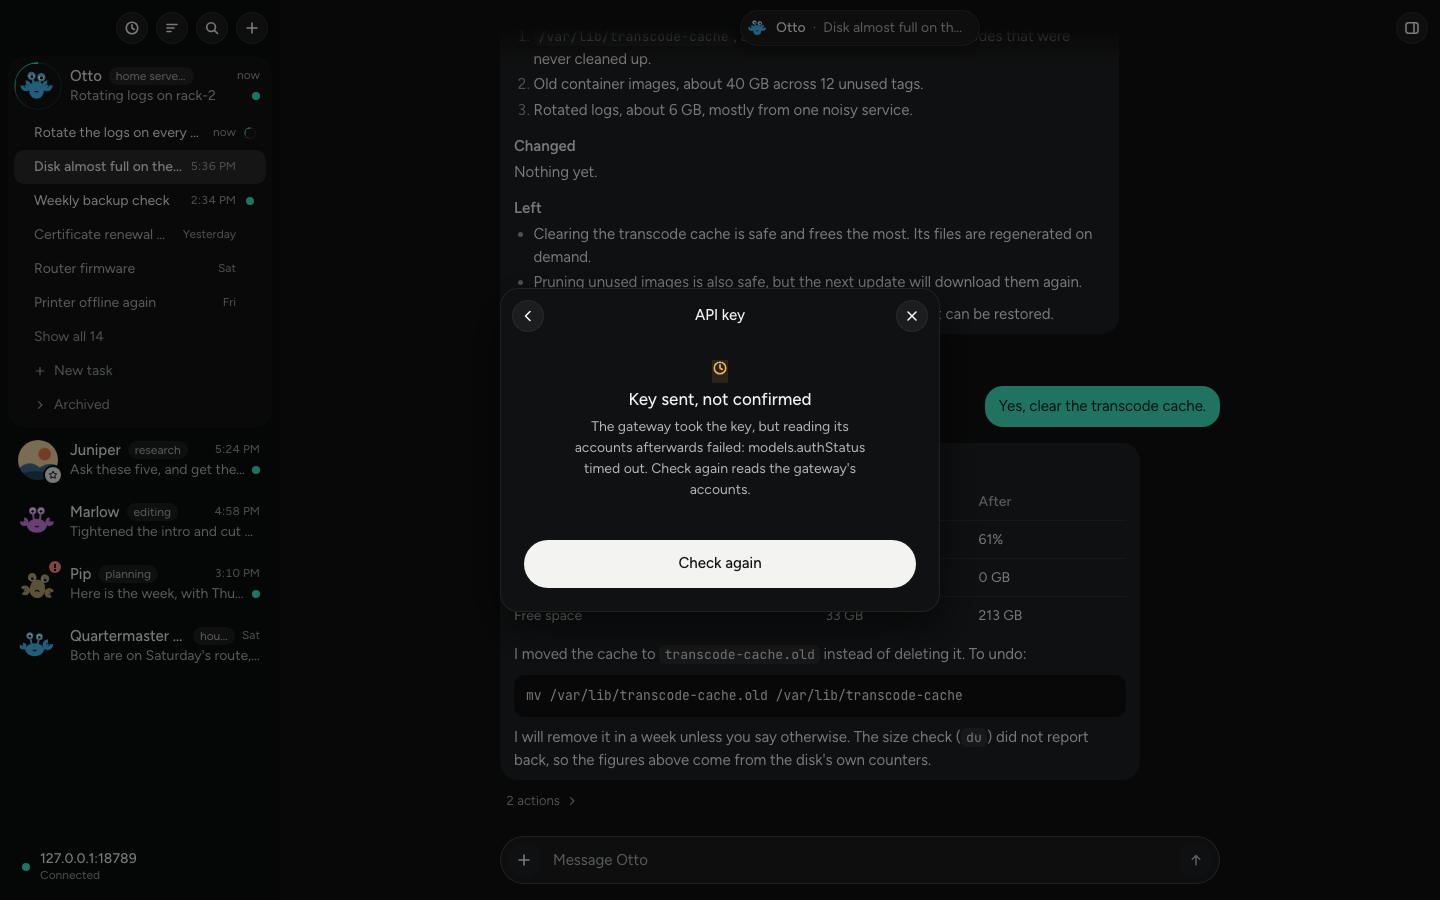 Otto home serve... now
Rotating logs on rack-2
Rotate the logs on every ... now
Disk almost full on the... 5:36 PM
Weekly backup check 2:34 PM
Certificate renewal ... Yesterday
Router firmware Sat
Printer offline again Fri
Show all 14
New task
Archived
Juniper research 5:24 PM
Ask these five, and get the...
Marlow editing 4:58 PM
Tightened the intro and cut ...
Pip planning 3:10 PM
Here is the week, with Thu...
Quartermaster ... hou... Sat
Both are on Saturday's route,...
127.0.0.1:18789
Connected
Otto · Disk almost full on th...
1. /var/lib/transcode-cache, that were
never cleaned up.
2. Old container images, about 40 GB across 12 unused tags.
3. Rotated logs, about 6 GB, mostly from one noisy service.
Changed
Nothing yet.
Left
Clearing the transcode cache is safe and frees the most. Its files are regenerated on
demand.
Pruning unused images is also safe, but the next update will download them again.
can be restored.
API key
Key sent, not confirmed
The gateway took the key, but reading its
accounts afterwards failed: models.authStatus
timed out. Check again reads the gateway's
accounts.
Check again
Yes, clear the transcode cache.
After
61%
0 GB
Free space 33 GB 213 GB
I moved the cache to transcode-cache.old instead of deleting it. To undo:
mv /var/lib/transcode-cache.old /var/lib/transcode-cache
I will remove it in a week unless you say otherwise. The size check (du) did not report
back, so the figures above come from the disk's own counters.
2 actions
Message Otto